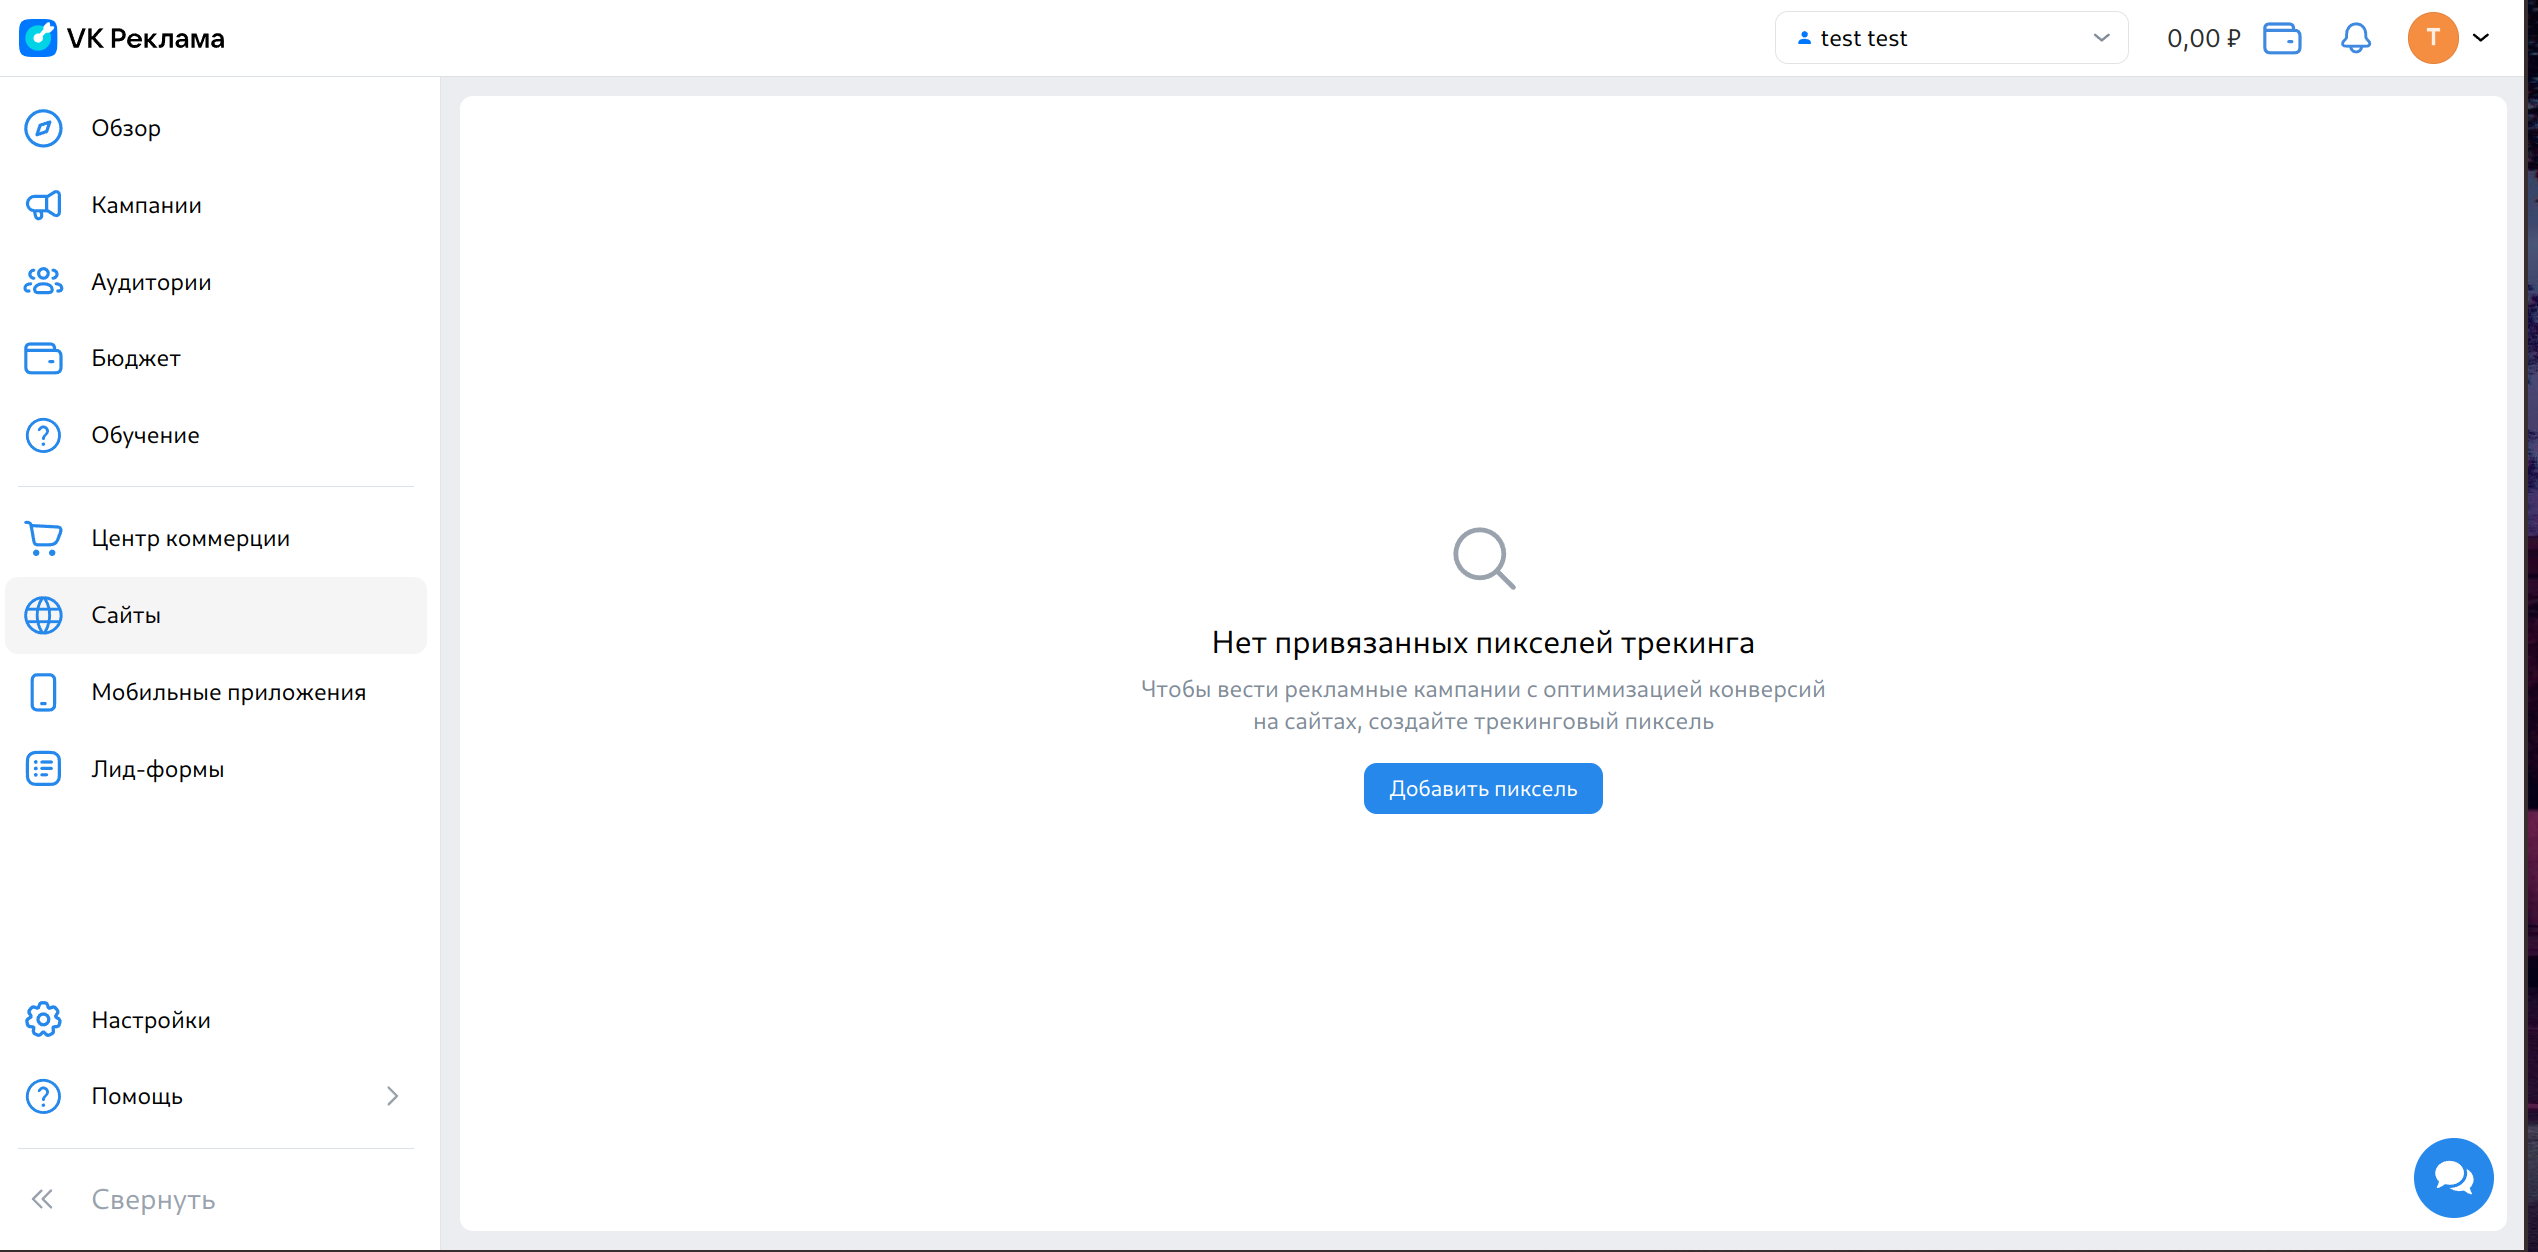 VK Реклама
test test
0,00 ₽
T
Обзор
Кампании
Аудитории
Бюджет
Обучение
Центр коммерции
Сайты
Мобильные приложения
Лид-формы
Настройки
Помощь
Свернуть
Нет привязанных пикселей трекинга
Чтобы вести рекламные кампании с оптимизацией конверсий
на сайтах, создайте трекинговый пиксель
Добавить пиксель